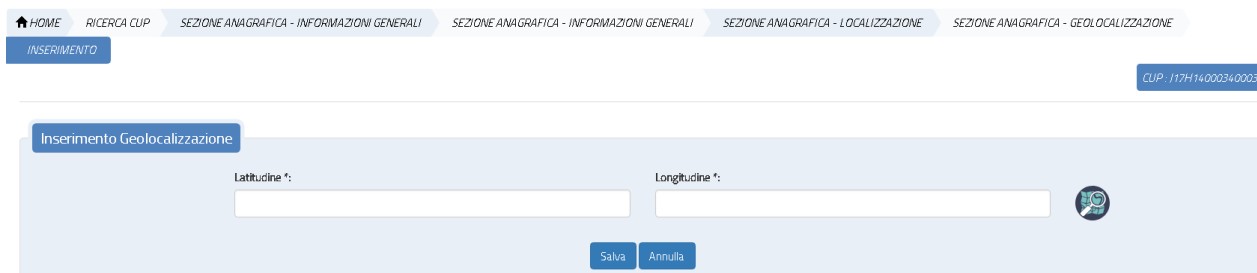 HOME RICERCA CUP SEZIONE ANAGRAFICA - INFORMAZIONI GENERALI SEZIONE ANAGRAFICA - INFORMAZIONI GENERALI SEZIONE ANAGRAFICA - LOCALIZZAZIONE SEZIONE ANAGRAFICA - GEOLOCALIZZAZIONE
INSERIMENTO
CUP : J17H14000340003
Inserimento Geolocalizzazione
Latitudine *: Longitudine *:
Salva Annulla